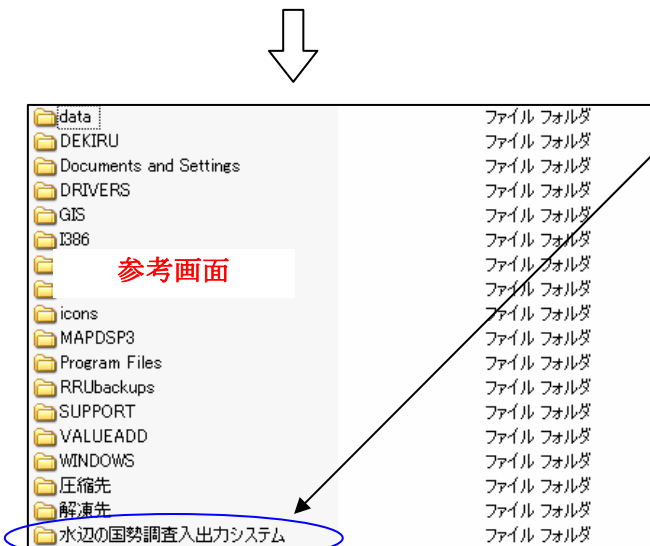 data ファイル フォルダ
DEKIRU ファイル フォルダ
Documents and Settings ファイル フォルダ
DRIVERS ファイル フォルダ
GIS ファイル フォルダ
I386 ファイル フォルダ
参考画面 ファイル フォルダ
ファイル フォルダ
icons ファイル フォルダ
MAPDSP3 ファイル フォルダ
Program Files ファイル フォルダ
RRUbackups ファイル フォルダ
SUPPORT ファイル フォルダ
VALUEADD ファイル フォルダ
WINDOWS ファイル フォルダ
圧縮先 ファイル フォルダ
解凍先 ファイル フォルダ
水辺の国勢調査入出力システム ファイル フォルダ